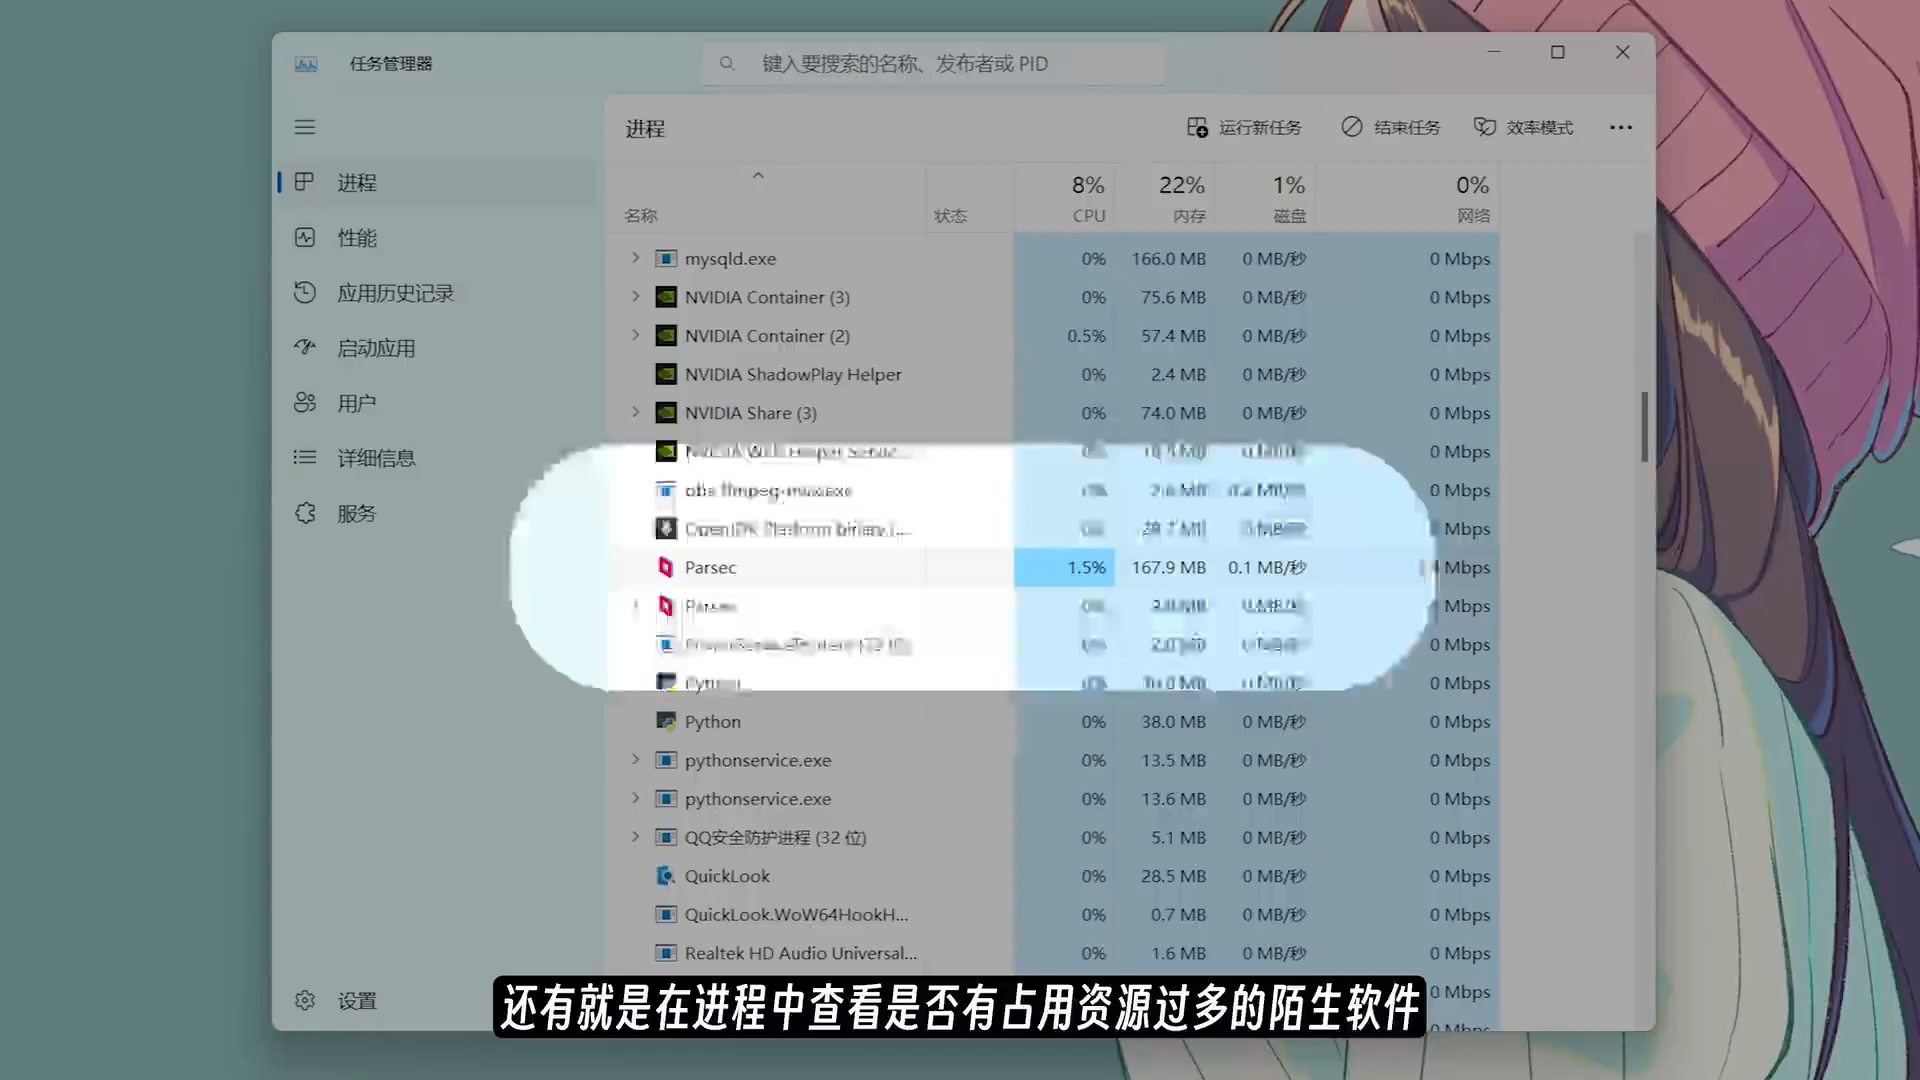 任务管理器
键入要搜索的名称、发布者或 PID
进程
运行新任务
结束任务
效率模式
进程
性能
应用历史记录
启动应用
用户
详细信息
服务
设置
8% 22% 1% 0%
名称 状态 CPU 内存 磁盘 网络
mysqld.exe 0% 166.0 MB 0 MB/秒 0 Mbps
NVIDIA Container (3) 0% 75.6 MB 0 MB/秒 0 Mbps
NVIDIA Container (2) 0.5% 57.4 MB 0 MB/秒 0 Mbps
NVIDIA ShadowPlay Helper 0% 2.4 MB 0 MB/秒 0 Mbps
NVIDIA Share (3) 0% 74.0 MB 0 MB/秒 0 Mbps
0 Mbps
0 Mbps
Mbps
Parsec 1.5% 167.9 MB 0.1 MB/秒 Mbps
Parsec Mbps
0 Mbps
0 Mbps
Python 0% 38.0 MB 0 MB/秒 0 Mbps
pythonservice.exe 0% 13.5 MB 0 MB/秒 0 Mbps
pythonservice.exe 0% 13.6 MB 0 MB/秒 0 Mbps
QQ安全防护进程 (32 位) 0% 5.1 MB 0 MB/秒 0 Mbps
QuickLook 0% 28.5 MB 0 MB/秒 0 Mbps
QuickLook.WoW64HookH... 0% 0.7 MB 0 MB/秒 0 Mbps
Realtek HD Audio Universal... 0% 1.6 MB 0 MB/秒 0 Mbps
0 Mbps
还有就是在进程中查看是否有占用资源过多的陌生软件